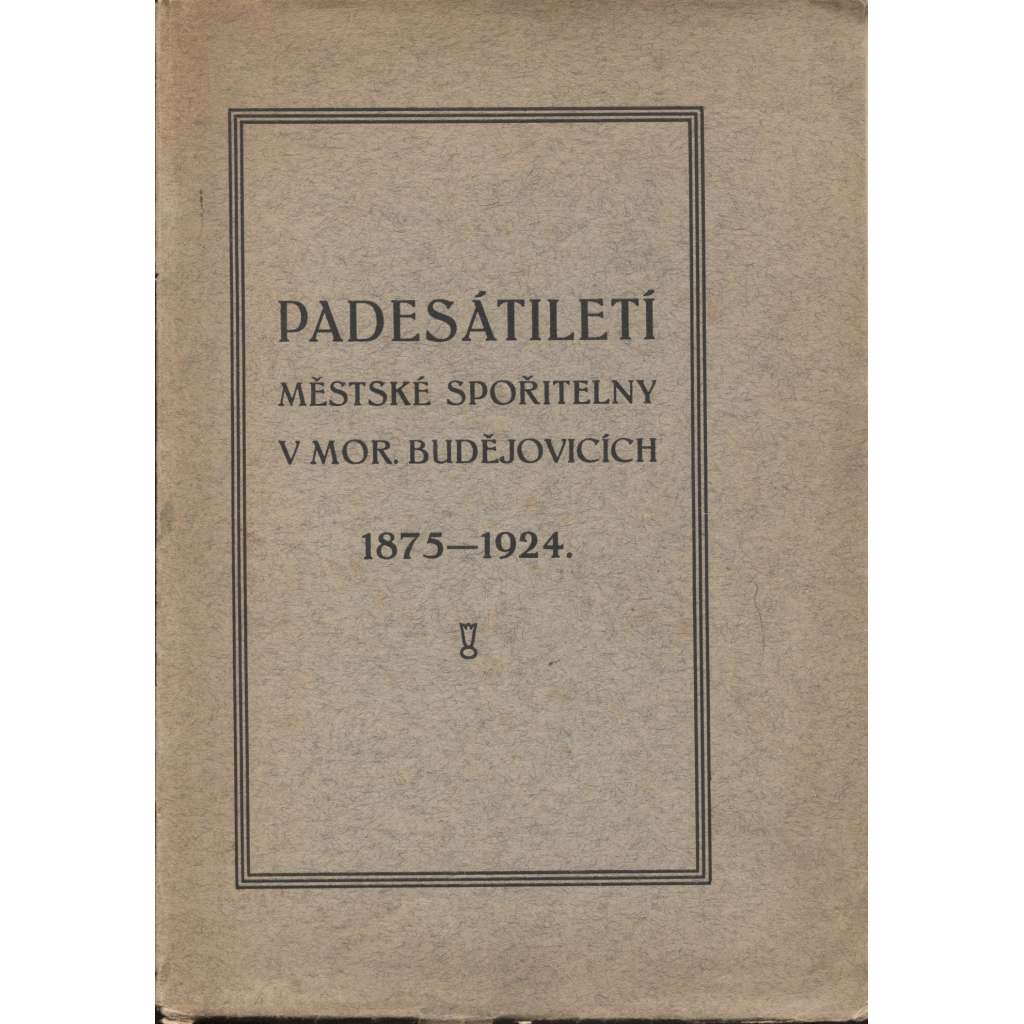 PADESÁTILETÍ
MĚSTSKÉ SPOŘITELNY
V MOR. BUDĚJOVICÍCH
1875—1924.